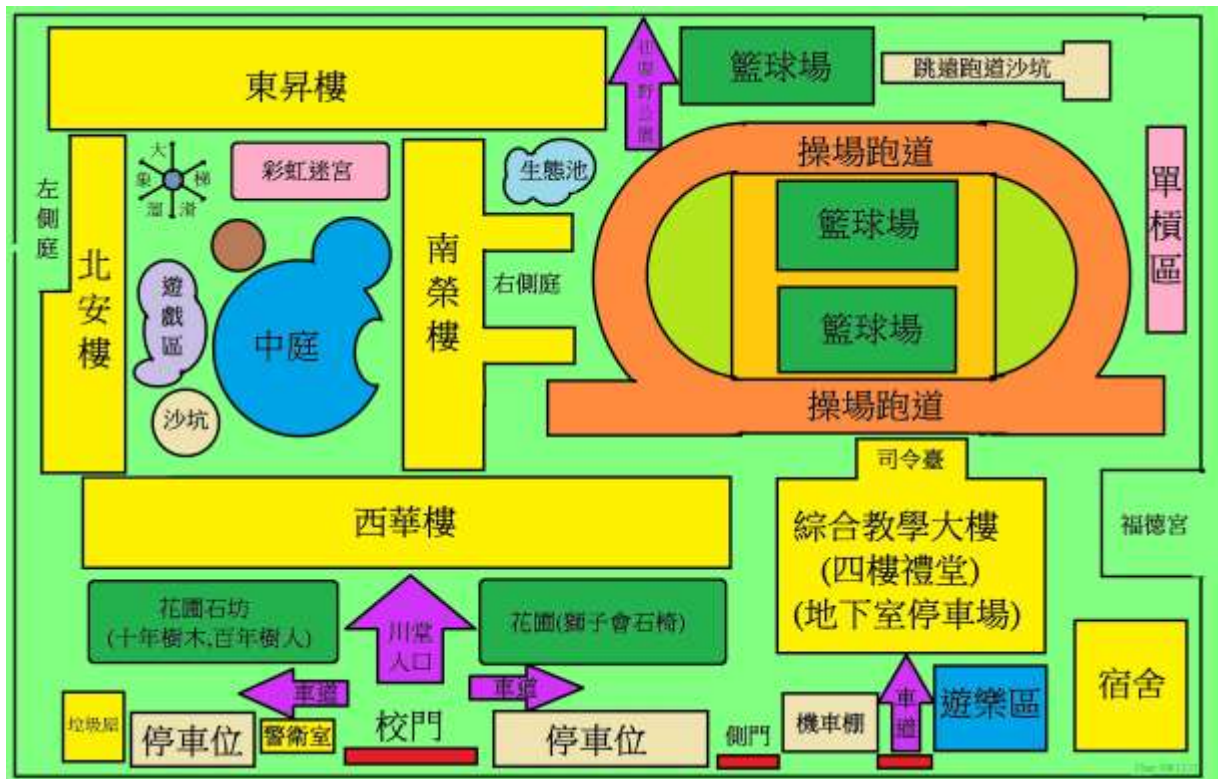 東昇樓
籃球場
跳遠跑道沙坑
左側庭
大象溜滑梯
彩虹迷宮
生態池
操場跑道
單槓區
北安樓
遊戲區
中庭
南榮樓
右側庭
籃球場
籃球場
沙坑
操場跑道
西華樓
司令臺
綜合教學大樓
(四樓禮堂)
(地下室停車場)
福德宮
花圃石坊
(十年樹木,百年樹人)
川堂
入口
花圃(獅子會石椅)
車道
車道
車道
垃圾屋
停車位
警衛室
校門
停車位
側門
機車棚
遊樂區
宿舍